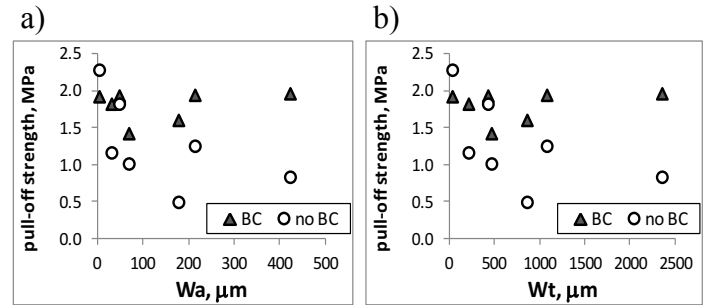 a)
pull-off strength, MPa
2.5
2.0
1.5
1.0
0.5
0.0
BC no BC
0 100 200 300 400 500
Wa, µm
b)
pull-off strength, MPa
2.5
2.0
1.5
1.0
0.5
0.0
BC no BC
0 500 1000 1500 2000 2500
Wt, µm